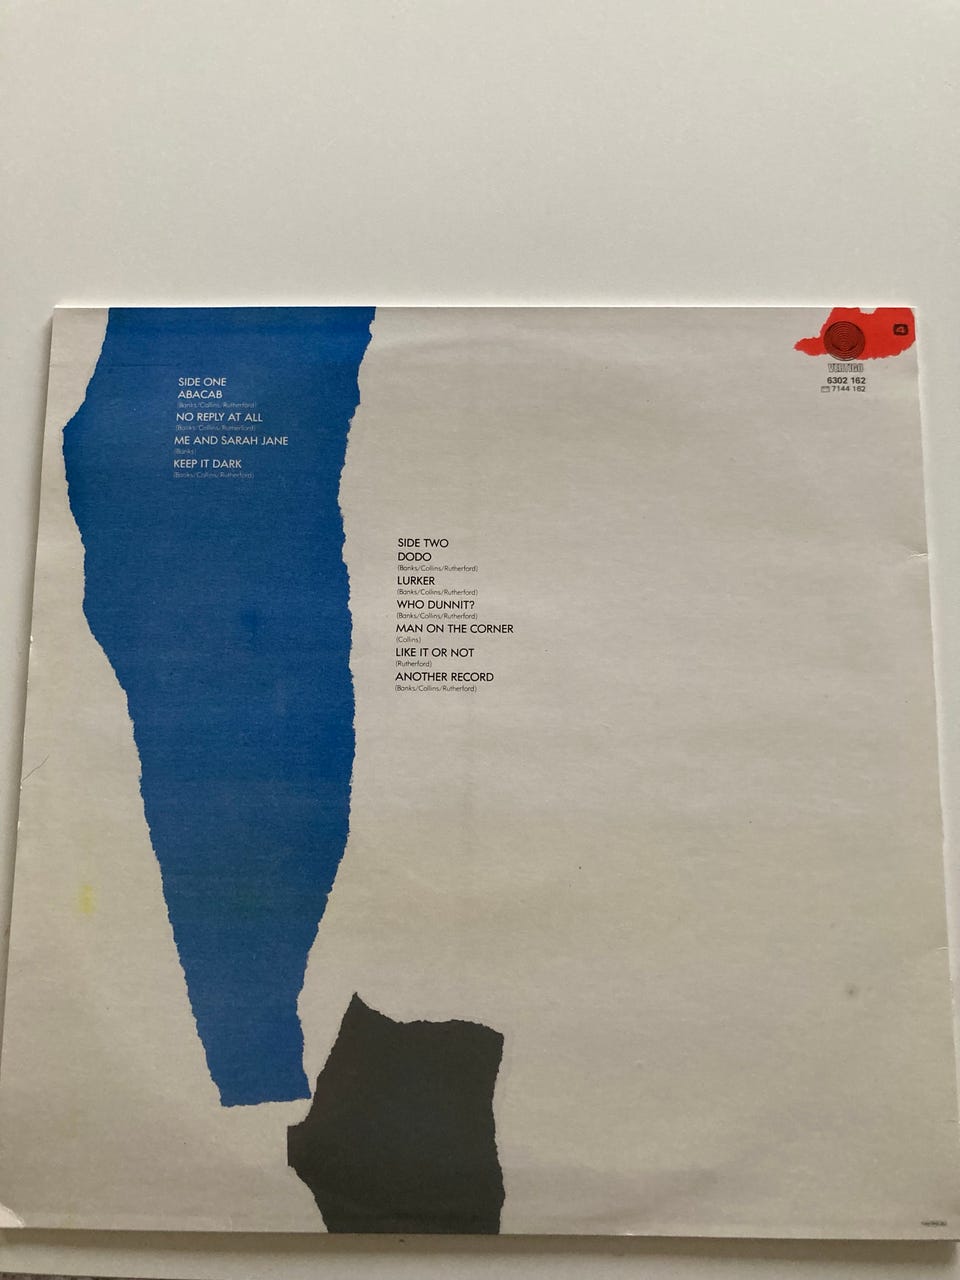 SIDE ONE
ABACAB
(Banks/Collins/Rutherford)
NO REPLY AT ALL
(Banks/Collins/Rutherford)
ME AND SARAH JANE
(Banks)
KEEP IT DARK
(Banks/Collins/Rutherford)
SIDE TWO
DODO
(Banks/Collins/Rutherford)
LURKER
(Banks/Collins/Rutherford)
WHO DUNNIT?
(Banks/Collins/Rutherford)
MAN ON THE CORNER
(Collins)
LIKE IT OR NOT
(Rutherford)
ANOTHER RECORD
(Banks/Collins/Rutherford)
4
VERTIGO
6302 162
7144 162